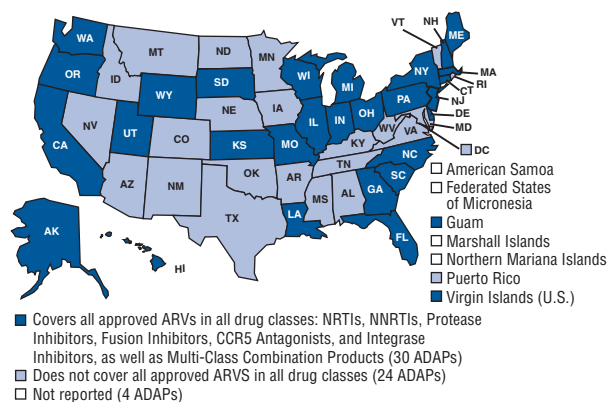 WA
OR
CA
AK
HI
NV
ID
MT
WY
UT
AZ
CO
NM
ND
SD
NE
KS
OK
TX
MN
IA
MO
AR
LA
WI
IL
MI
IN
OH
KY
TN
MS
AL
GA
FL
SC
NC
VA
WV
PA
NY
VT
NH
ME
MA
RI
CT
NJ
DE
MD
DC
American Samoa
Federated States
of Micronesia
Guam
Marshall Islands
Northern Mariana Islands
Puerto Rico
Virgin Islands (U.S.)
Covers all approved ARVs in all drug classes: NRTIs, NNRTIs, Protease
Inhibitors, Fusion Inhibitors, CCR5 Antagonists, and Integrase
Inhibitors, as well as Multi-Class Combination Products (30 ADAPs)
Does not cover all approved ARVS in all drug classes (24 ADAPs)
Not reported (4 ADAPs)